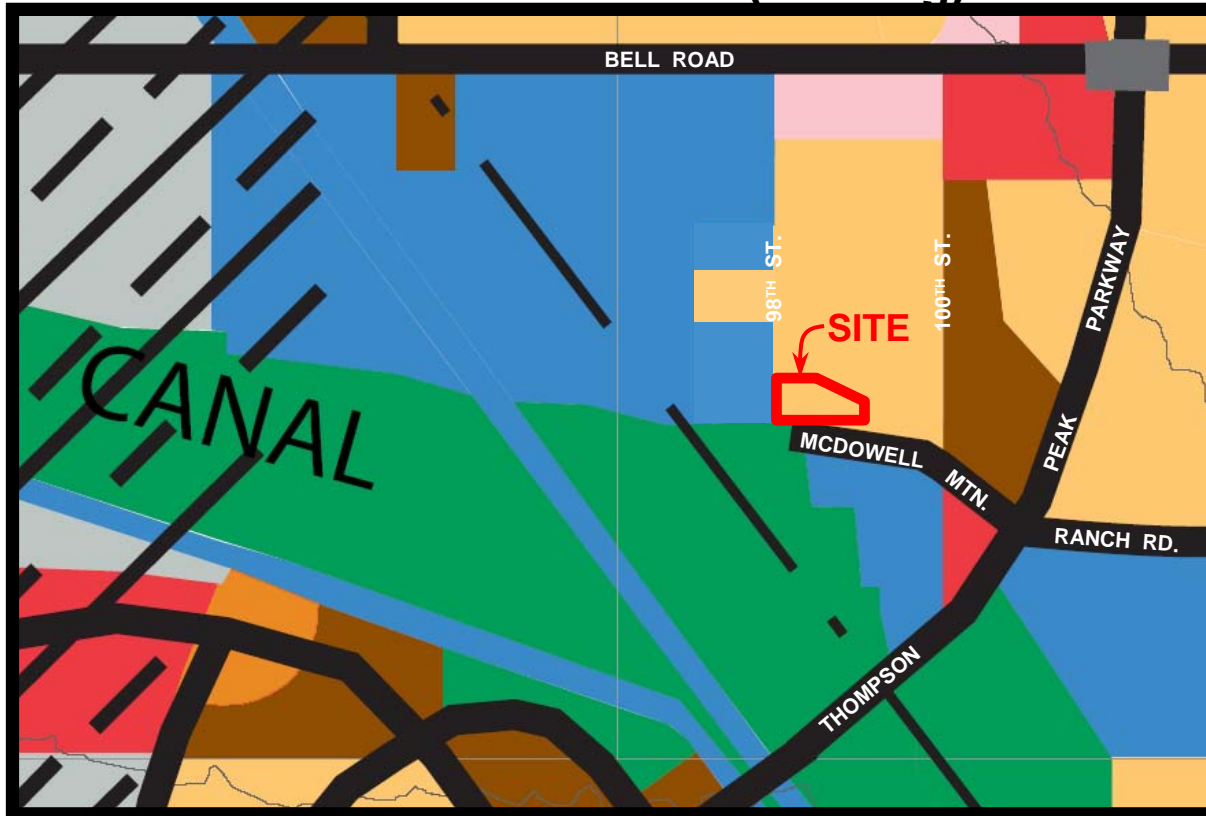 BELL ROAD
98TH ST.
100TH ST.
PARKWAY
SITE
CANAL
MCDOWELL
MTN.
PEAK
RANCH RD.
THOMPSON